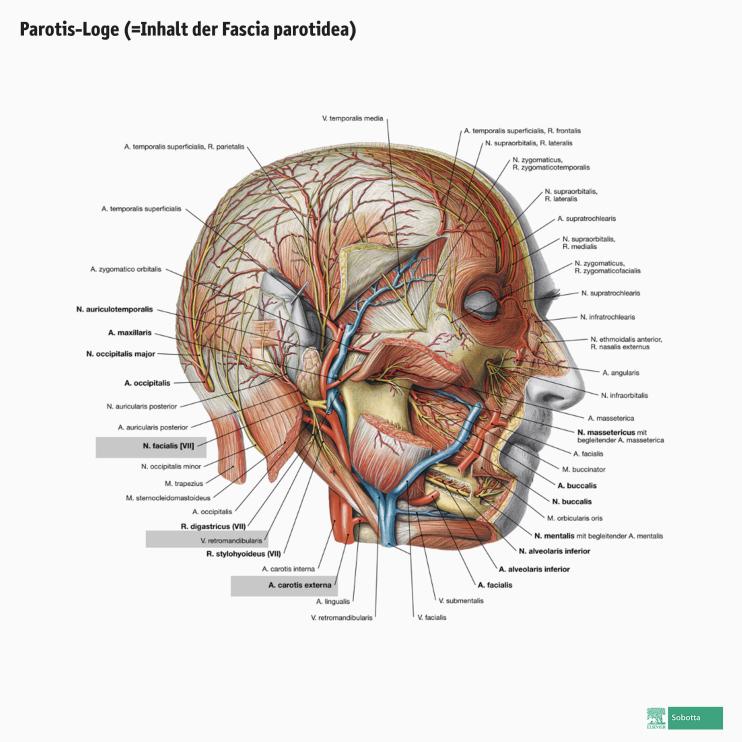 Parotis-Loge (=Inhalt der Fascia parotidea)
V. temporalis media
A. temporalis superficialis, R. parietalis
A. temporalis superficialis
A. zygomatico orbitalis
N. auriculotemporalis
A. maxillaris
N. occipitalis major
A. occipitalis
N. auricularis posterior
A. auricularis posterior
N. facialis [VII]
N. occipitalis minor
M. trapezius
M. sternocleidomastoideus
A. occipitalis
R. digastricus (VII)
V. retromandibularis
R. stylohyoideus (VII)
A. carotis interna
A. carotis externa
A. lingualis
V. retromandibularis
A. temporalis superficialis, R. frontalis
N. supraorbitalis, R. lateralis
N. zygomaticus,
R. zygomaticotemporalis
N. supraorbitalis,
R. lateralis
A. supratrochlearis
N. supraorbitalis,
R. medialis
N. zygomaticus,
R. zygomaticofacialis
N. supratrochlearis
N. infratrochlearis
N. ethmoidalis anterior,
R. nasalis externus
A. angularis
N. infraorbitalis
A. masseterica
N. massetericus mit
begleitender A. masseterica
A. facialis
M. buccinator
A. buccalis
N. buccalis
M. orbicularis oris
N. mentalis mit begleitender A. mentalis
N. alveolaris inferior
A. alveolaris inferior
A. facialis
V. submentalis
V. facialis
ELSEVIER
Sobotta